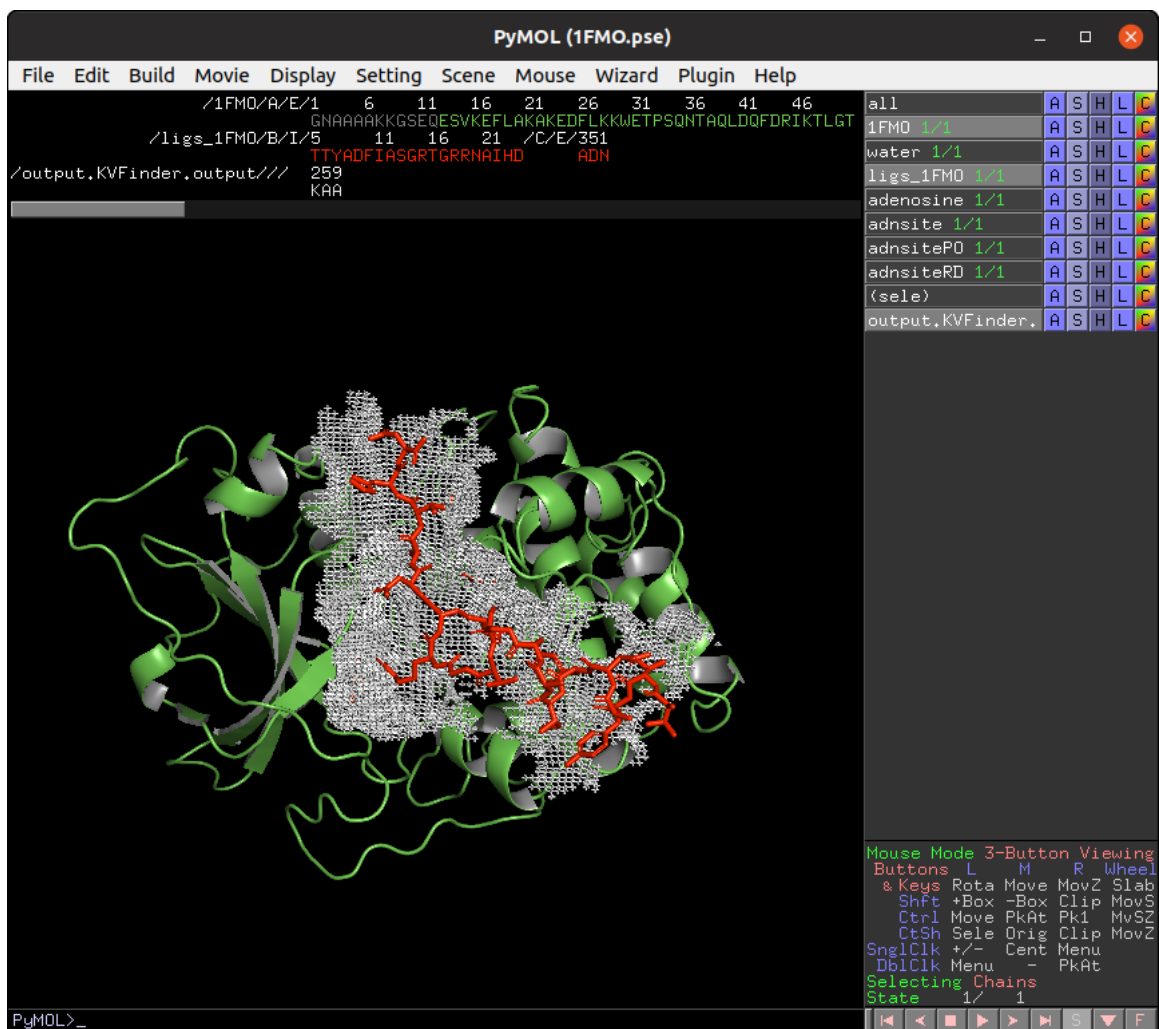 PyMOL (1FMO.pse)
File Edit Build Movie Display Setting Scene Mouse Wizard Plugin Help
/1FMO/A/E/1 6 11 16 21 26 31 36 41 46
GNAAAAKKGSEQESVKEFLAKAKEDFLKKWETPSQNTAQLDQFDRIKTLGT
/ligs_1FMO/B/I/5 11 16 21 /C/E/351
TTYADFIASGRTGRRNAIHD ADN
/output.KVFinder.output/// 259
KAA
all A S H L C
1FMO 1/1 A S H L C
water 1/1 A S H L C
ligs_1FMO 1/1 A S H L C
adenosine 1/1 A S H L C
adnsite 1/1 A S H L C
adnsitePO 1/1 A S H L C
adnsiteRD 1/1 A S H L C
(sele) A S H L C
output.KVFinder. A S H L C
Mouse Mode 3-Button Viewing
Buttons L M R Wheel
& Keys Rota Move MovZ Slab
Shft +Box -Box Clip MovS
Ctrl Move PkAt Pk1 MvSZ
CtSh Sele Orig Clip MovZ
SnglClk +/- Cent Menu
DblClk Menu - PkAt
Selecting Chains
State 1/ 1
S F
PyMOL>_